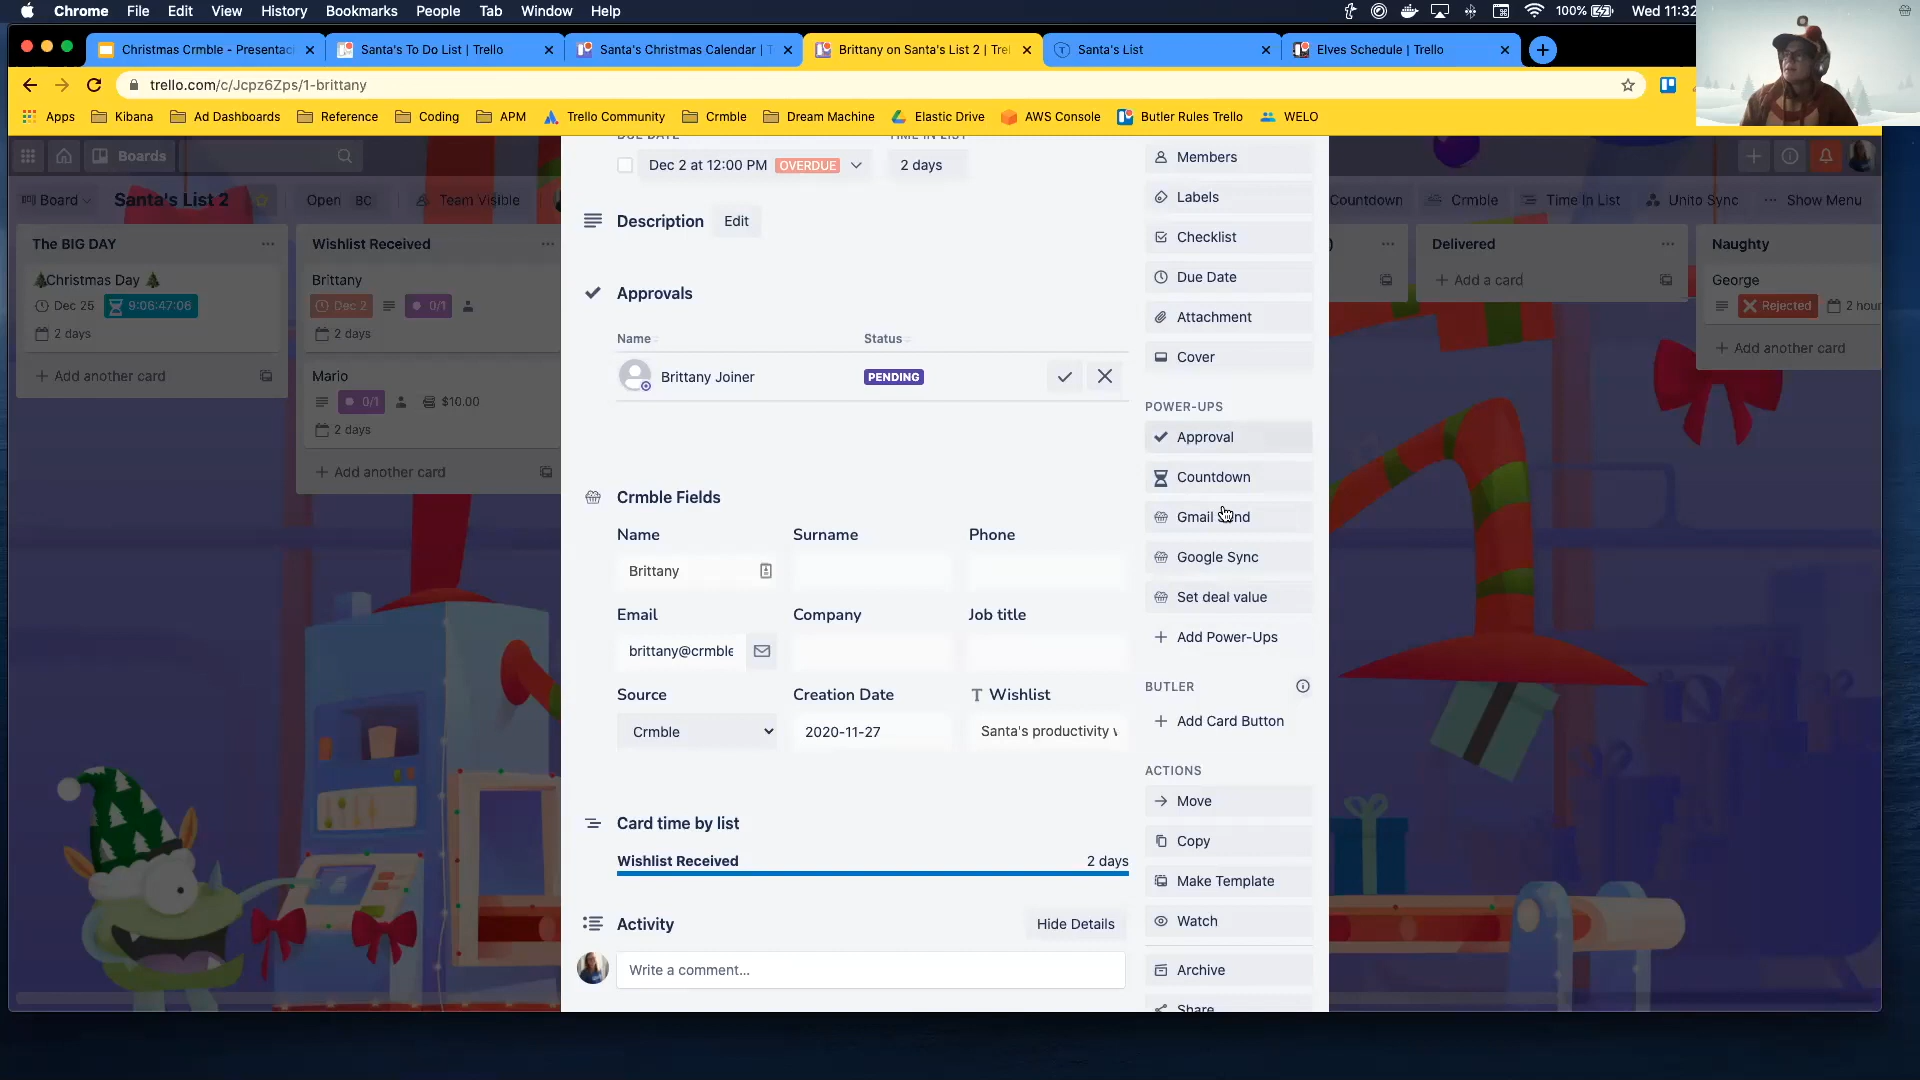 Chrome File Edit View History Bookmarks People Tab Window Help 100% Wed 11:32
Christmas Crmble - Presentac
Santa's To Do List | Trello
Santa's Christmas Calendar | T
Brittany on Santa's List 2 | Tre
Santa's List
Elves Schedule | Trello
trello.com/c/Jcpz6Zps/1-brittany
Apps Kibana Ad Dashboards Reference Coding APM Trello Community Crmble Dream Machine Elastic Drive AWS Console Butler Rules Trello WELO
Boards
Board Santa's List 2 Open BC Team Visible
Countdown Crmble Time In List Unito Sync Show Menu
The BIG DAY
Christmas Day
Dec 25 9:06:47:06
2 days
Add another card
Wishlist Received
Brittany
Dec 2 0/1
2 days
Mario
0/1 $10.00
2 days
Add another card
DUE DATE TIME IN LIST
Dec 2 at 12:00 PM OVERDUE 2 days
Description Edit
Approvals
Name Status
Brittany Joiner PENDING
Crmble Fields
Name Surname Phone
Brittany
Email Company Job title
brittany@crmble
Source Creation Date Wishlist
Crmble 2020-11-27 Santa's productivity
Card time by list
Wishlist Received 2 days
Activity Hide Details
Write a comment...
Members
Labels
Checklist
Due Date
Attachment
Cover
POWER-UPS
Approval
Countdown
Gmail
Google Sync
Set deal value
Add Power-Ups
BUTLER
Add Card Button
ACTIONS
Move
Copy
Make Template
Watch
Archive
Share
Delivered
Add a card
Naughty
George
Rejected 2 hour
Add another card